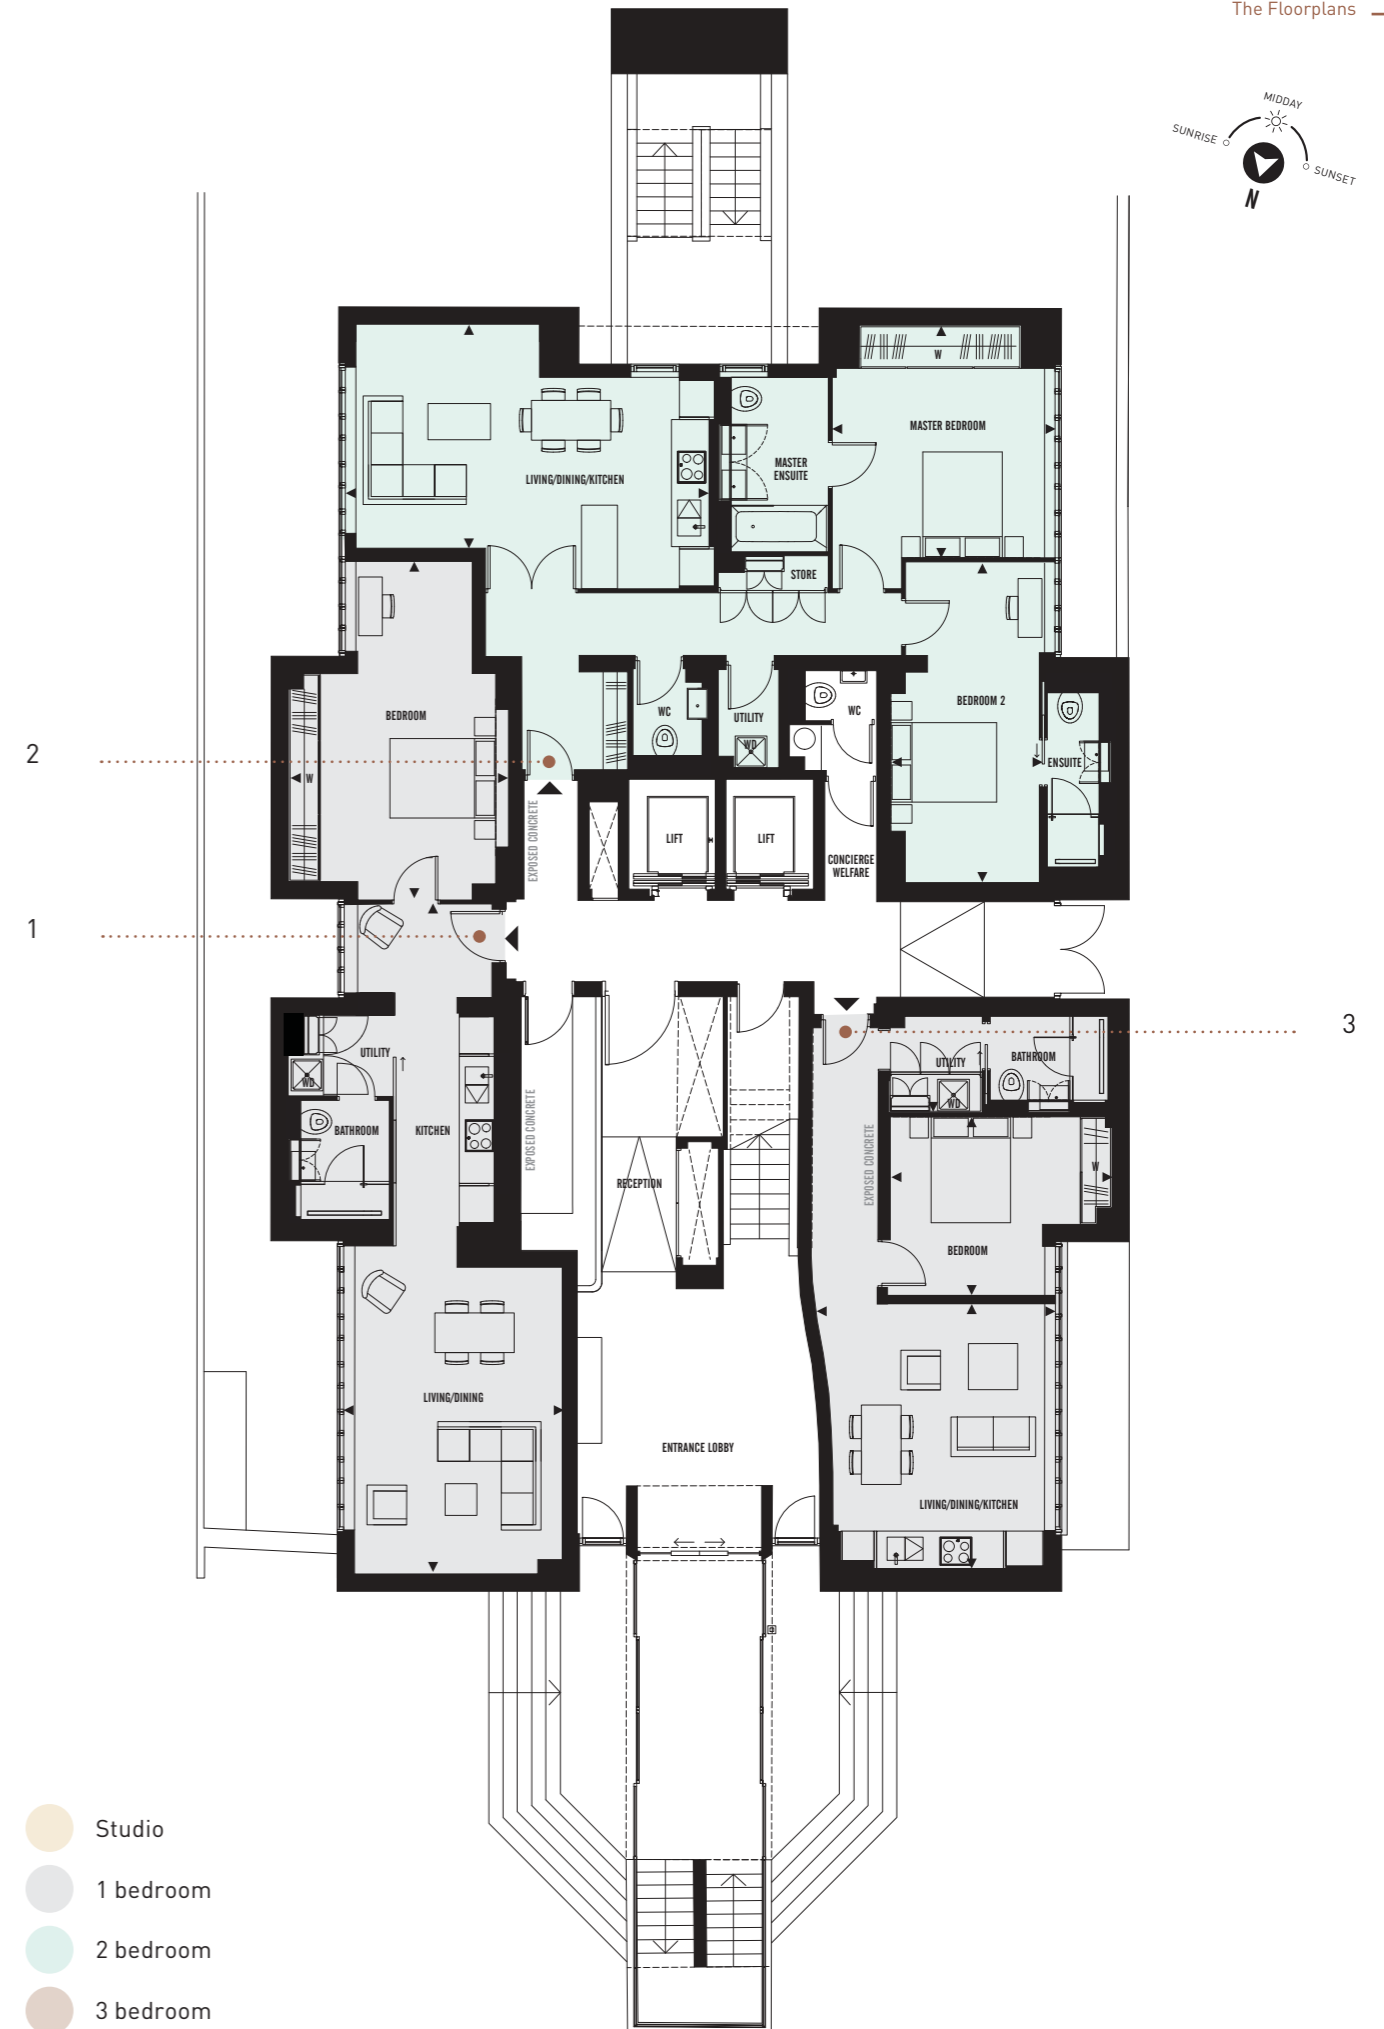 The Floorplans
MIDDAY
SUNRISE
SUNSET
N
W
MASTER BEDROOM
MASTER
ENSUITE
LIVING/DINING/KITCHEN
STORE
BEDROOM
BEDROOM 2
WC
UTILITY
WC
WD
ENSUITE
2
W
EXPOSED CONCRETE
LIFT
LIFT
CONCIERGE
WELFARE
1
3
UTILITY
WD
BATHROOM
KITCHEN
EXPOSED CONCRETE
RECEPTION
UTILITY
WD
BATHROOM
EXPOSED CONCRETE
W
BEDROOM
LIVING/DINING
ENTRANCE LOBBY
LIVING/DINING/KITCHEN
Studio
1 bedroom
2 bedroom
3 bedroom